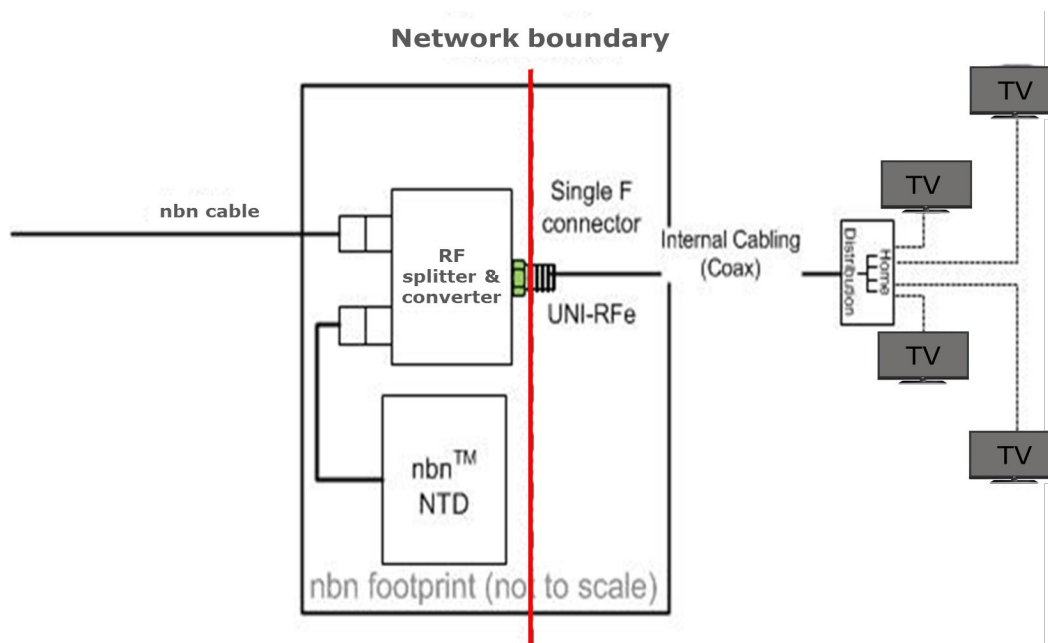 Network boundary
nbn cable
RF
splitter &
converter
Single F
connector
UNI-RFe
Internal Cabling
(Coax)
Home
Distribution
TV
TV
TV
TV
nbn™
NTD
nbn footprint (not to scale)